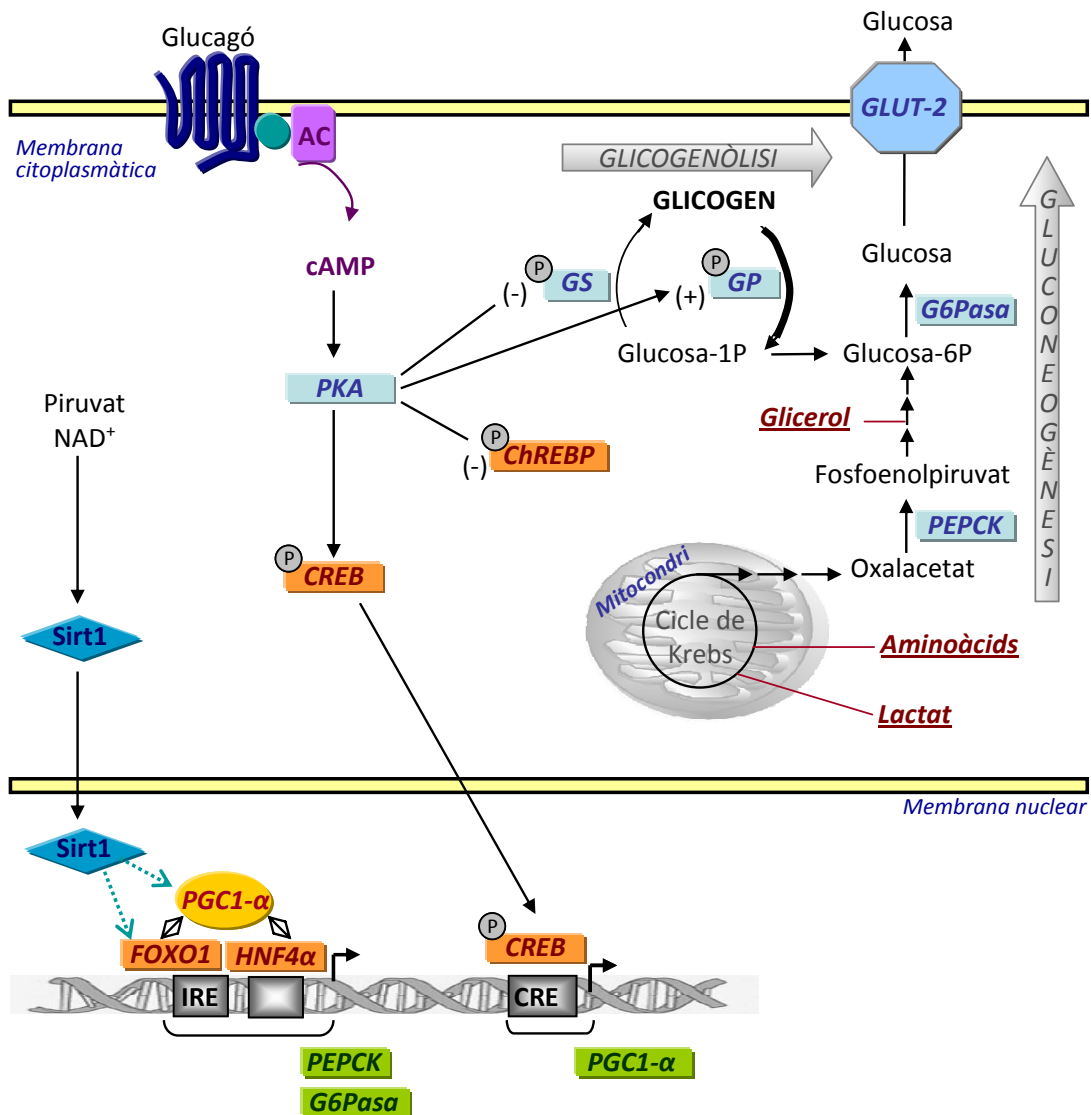 Glucagó
Glucosa
AC
GLUT-2
Membrana
citoplasmàtica
GLICOGENÒLISI
GLICOGEN
GLUCONEOGÈNESI
cAMP
P
GS
(-)
P
GP
(+)
Glucosa
G6Pasa
Glucosa-1P
Glucosa-6P
PKA
Piruvat
NAD+
Glicerol
P
ChREBP
(-)
Fosfoenolpiruvat
PEPCK
P
CREB
Mitocondri
Oxalacetat
Cicle de
Krebs
Sirt1
Aminoàcids
Lactat
Membrana nuclear
Sirt1
PGC1-α
FOXO1
HNF4α
P
CREB
IRE
CRE
PEPCK
G6Pasa
PGC1-α